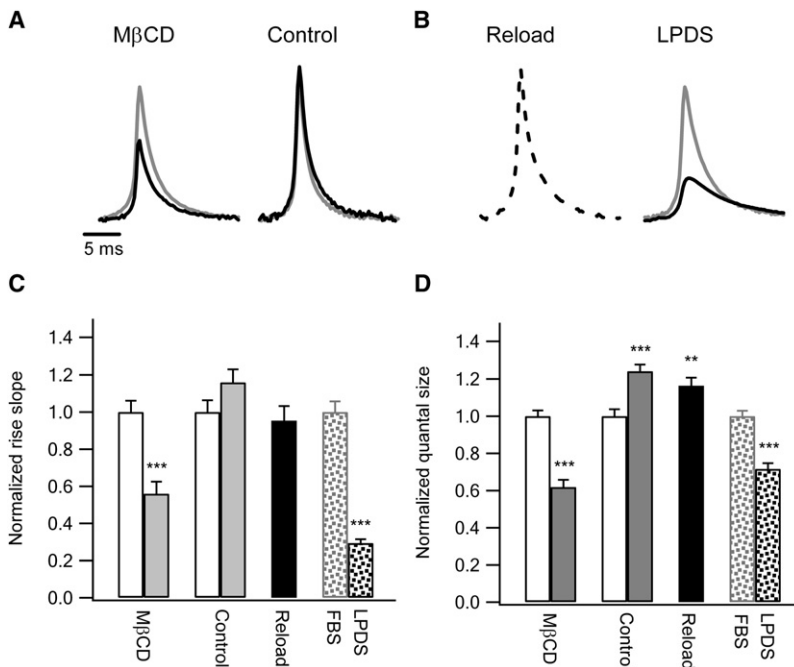 A
B
MβCD
Control
Reload
LPDS
5 ms
C
D
Normalized rise slope
1.4
1.2
1.0
0.8
0.6
0.4
0.2
0.0
***
***
MβCD
Control
Reload
FBS
LPDS
Normalized quantal size
1.4
1.2
1.0
0.8
0.6
0.4
0.2
0.0
***
***
**
***
MβCD
Contro
Reload
FBS
LPDS